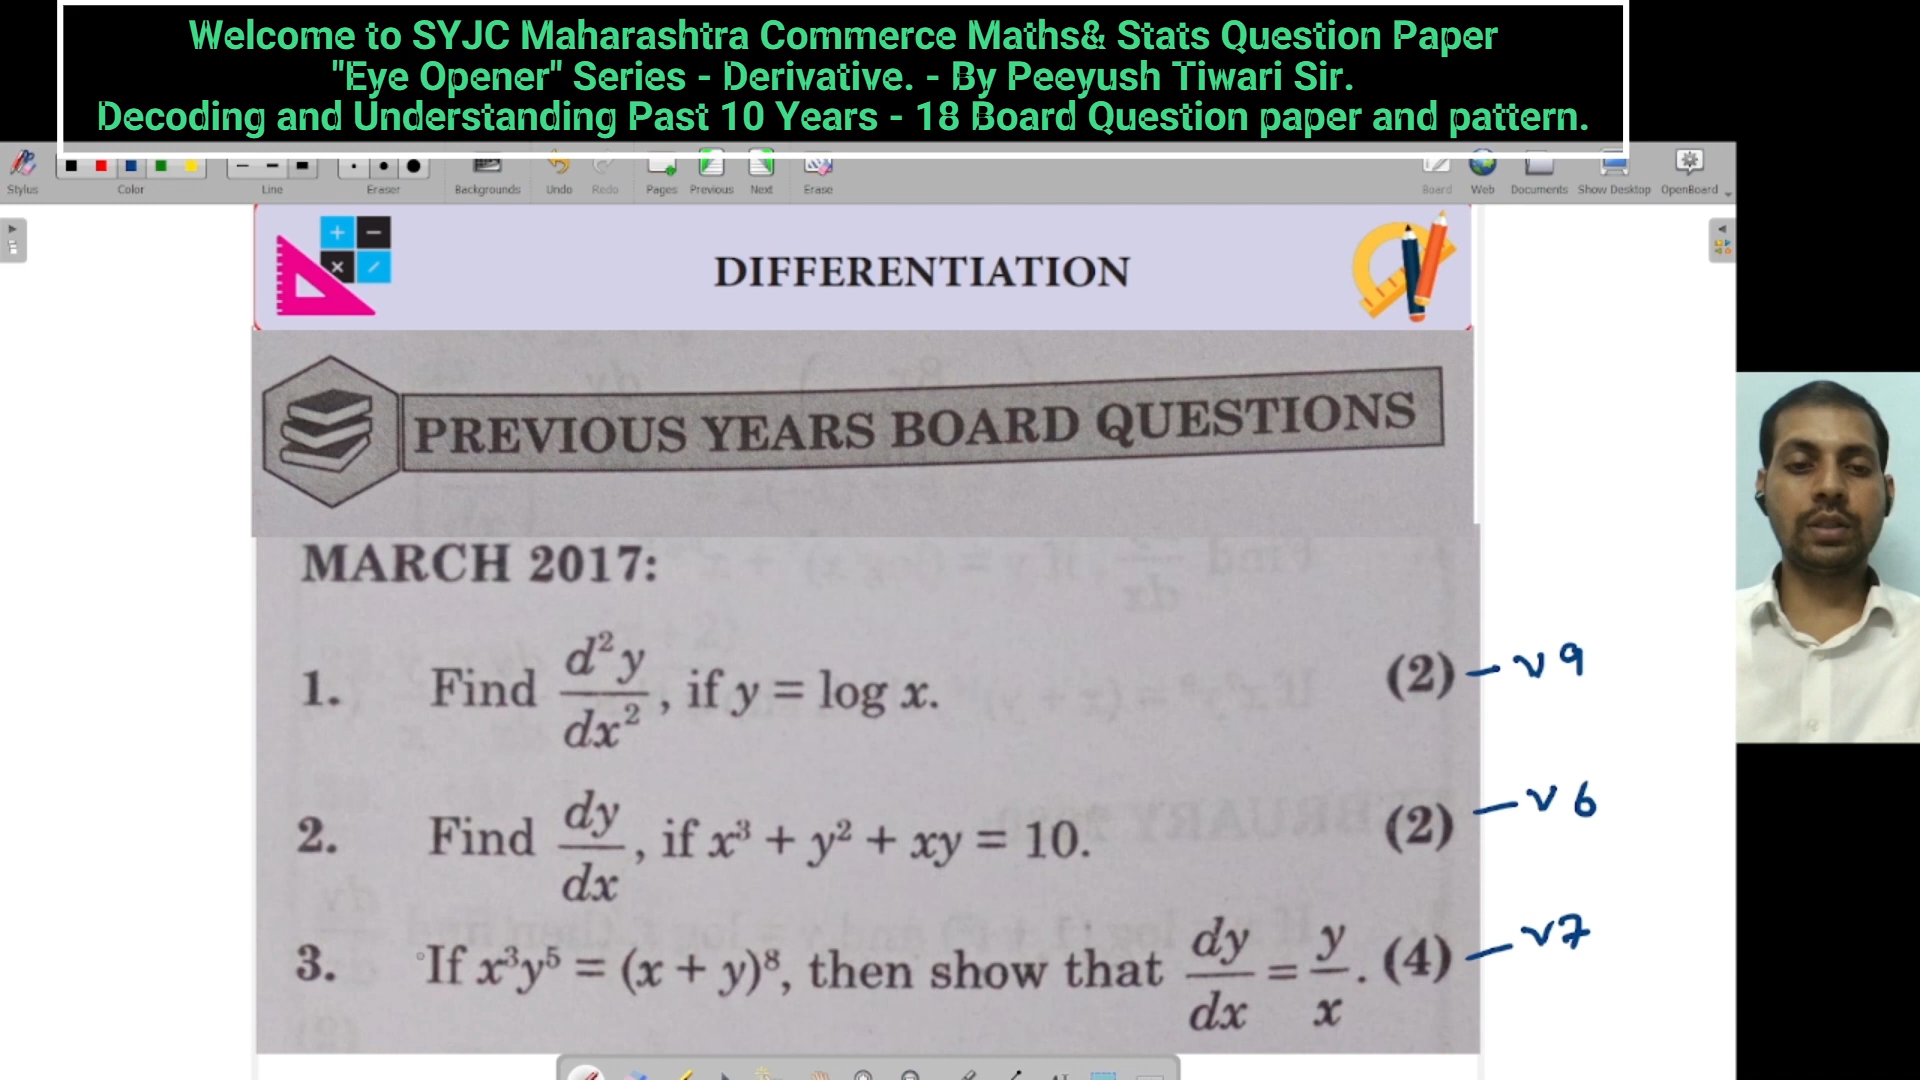 Welcome to SYJC Maharashtra Commerce Maths& Stats Question Paper
"Eye Opener" Series - Derivative. - By Peeyush Tiwari Sir.
Decoding and Understanding Past 10 Years - 18 Board Question paper and pattern.
Stylus Color Line Eraser Backgrounds Undo Redo Pages Previous Next Erase Board Web Documents Show Desktop OpenBoard
DIFFERENTIATION
PREVIOUS YEARS BOARD QUESTIONS
MARCH 2017:
1. Find d²y/dx², if y = log x. (2) - v9
2. Find dy/dx, if x³ + y² + xy = 10. (2) - v6
3. If x³y⁵ = (x + y)⁸, then show that dy/dx = y/x. (4) - v7